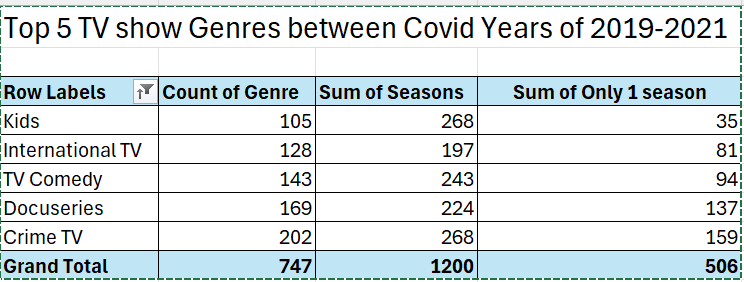 Top 5 TV show Genres between Covid Years of 2019-2021
Row Labels Count of Genre Sum of Seasons Sum of Only 1 season
Kids 105 268 35
International TV 128 197 81
TV Comedy 143 243 94
Docuseries 169 224 137
Crime TV 202 268 159
Grand Total 747 1200 506